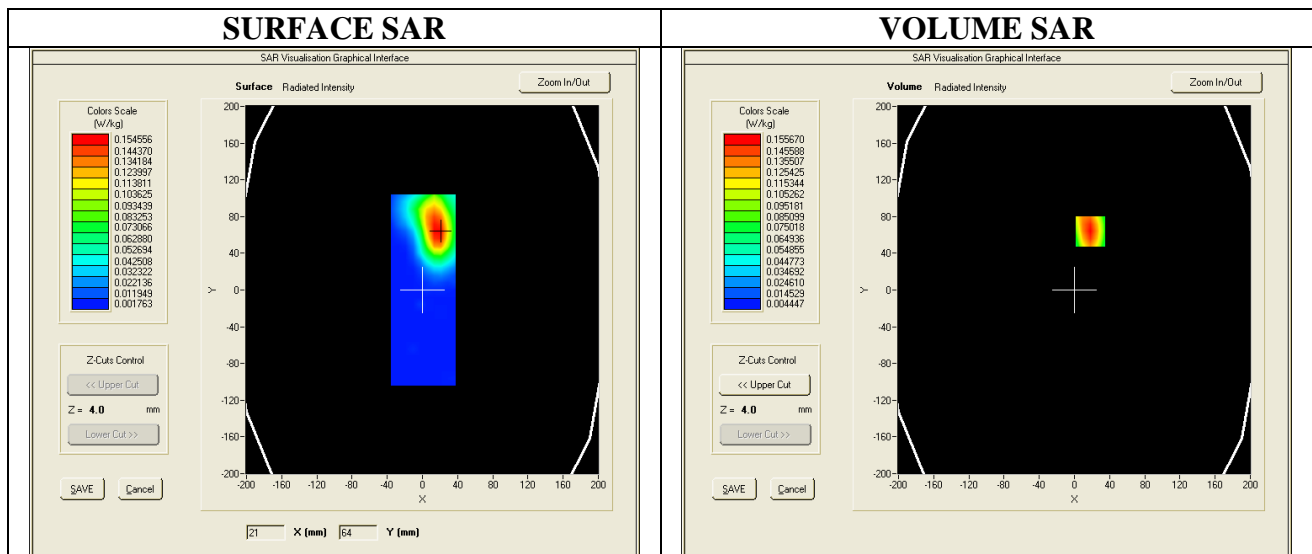 SURFACE SAR
SAR Visualisation Graphical Interface
Surface Radiated Intensity
Zoom In/Out
Colors Scale
(W/kg)
0.154556
0.144370
0.134184
0.123997
0.113811
0.103625
0.093439
0.083253
0.073066
0.062880
0.052694
0.042508
0.032322
0.022136
0.011949
0.001763
Z-Cuts Control
<< Upper Cut
Z = 4.0 mm
Lower Cut >>
SAVE Cancel
200
160
120
80
40
0
-40
-80
-120
-160
-200
Y
-200 -160 -120 -80 -40 0 40 80 120 160 200
X
21 X (mm) 64 Y (mm)
VOLUME SAR
SAR Visualisation Graphical Interface
Volume Radiated Intensity
Zoom In/Out
Colors Scale
(W/kg)
0.155670
0.145588
0.135507
0.125425
0.115344
0.105262
0.095181
0.085099
0.075018
0.064936
0.054855
0.044773
0.034692
0.024610
0.014529
0.004447
Z-Cuts Control
<< Upper Cut
Z = 4.0 mm
Lower Cut >>
SAVE Cancel
200
160
120
80
40
0
-40
-80
-120
-160
-200
Y
-200 -160 -120 -80 -40 0 40 80 120 160 200
X